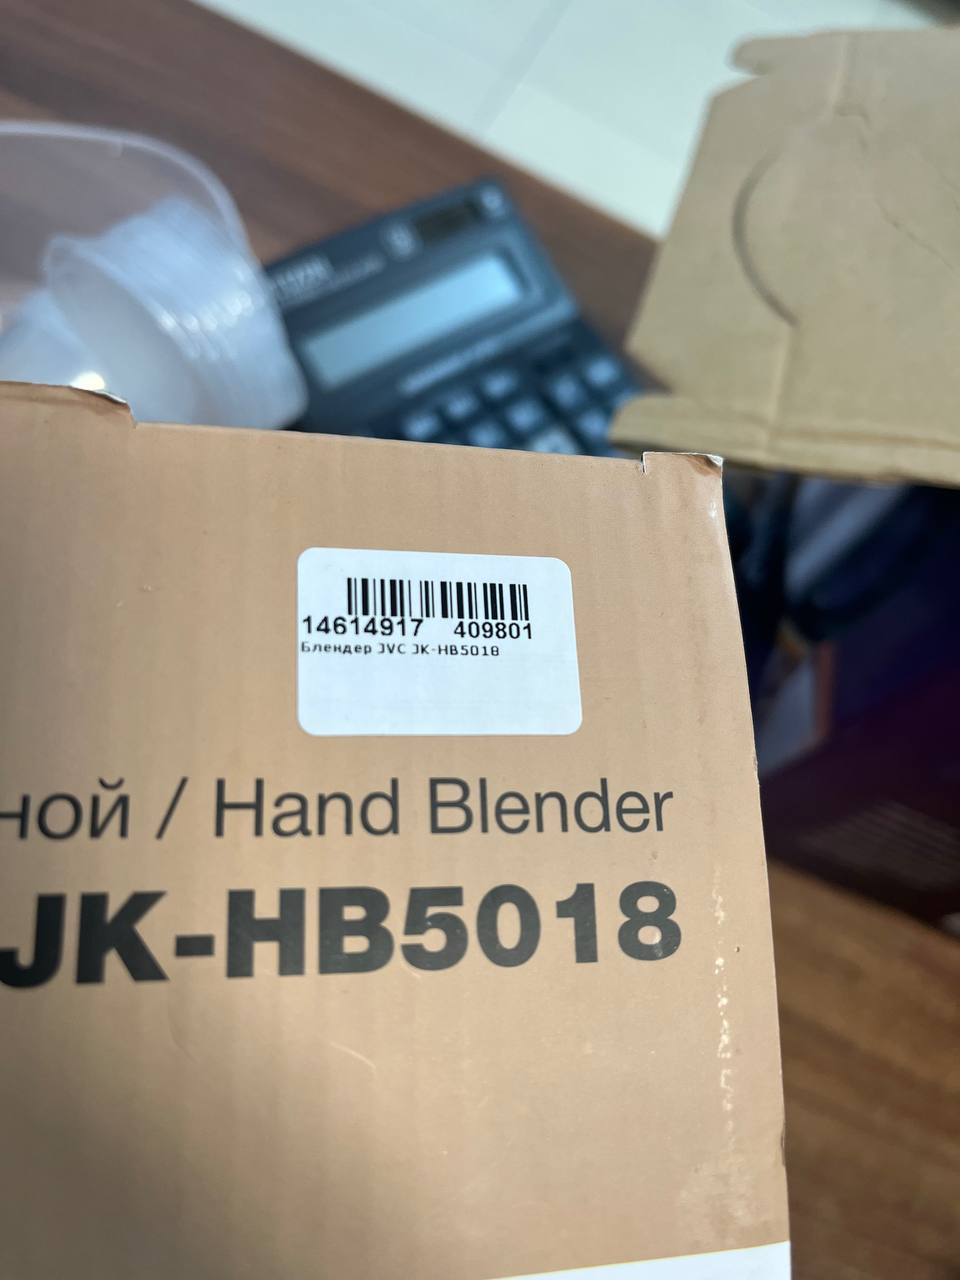 14614917 409801
Блендер JVC JK-HB5018
ной / Hand Blender
JK-HB5018